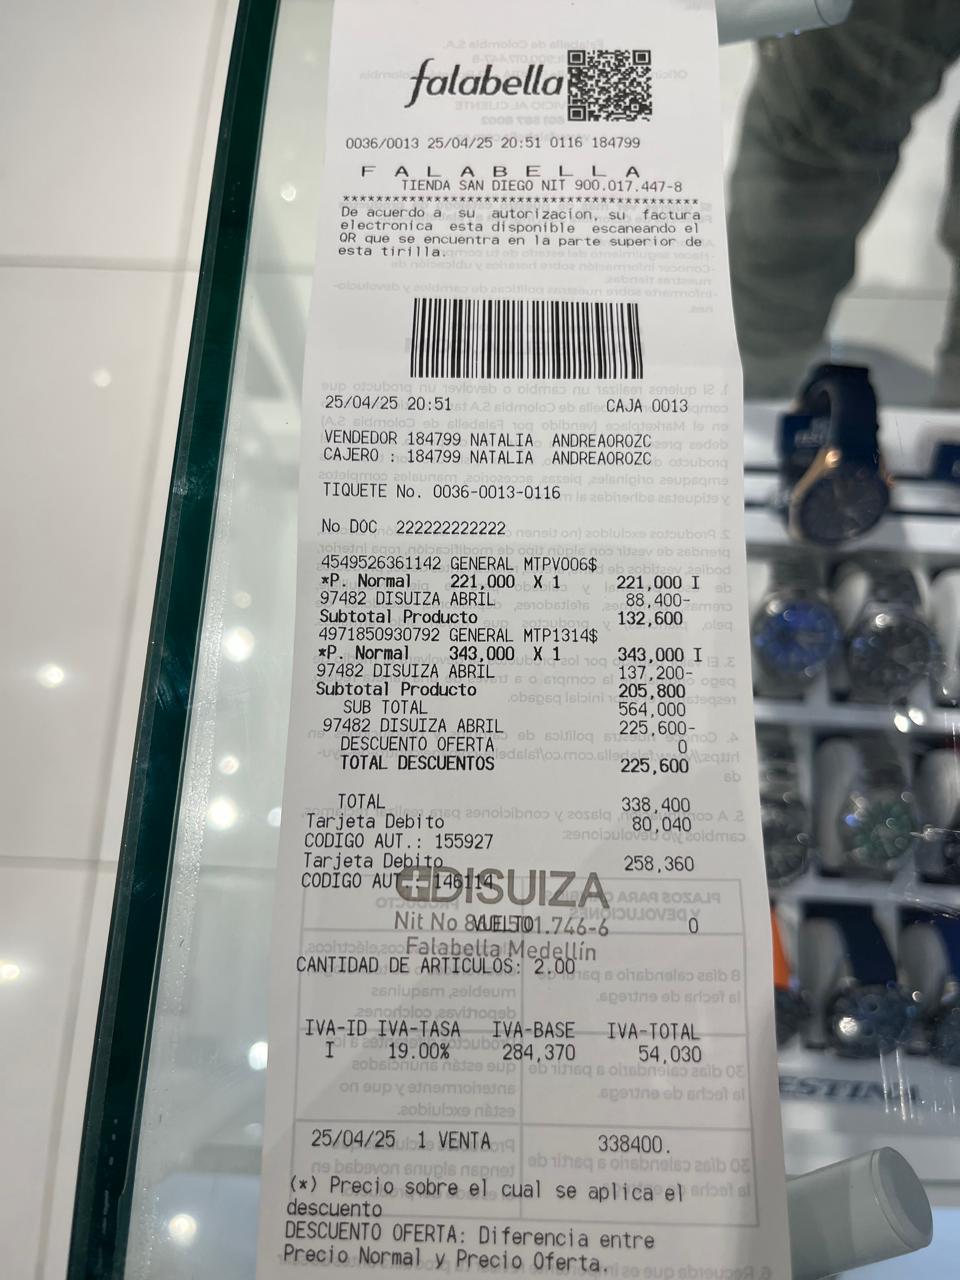 falabella
0036/0013 25/04/25 20:51 0116 184799
F A L A B E L L A
TIENDA SAN DIEGO NIT 900.017.447-8
******************************************
De acuerdo a su autorizacion, su factura
electronica esta disponible escaneando el
QR que se encuentra en la parte superior de
esta tirilla.
25/04/25 20:51 CAJA 0013
VENDEDOR 184799 NATALIA ANDREAOROZC
CAJERO : 184799 NATALIA ANDREAOROZC
TIQUETE No. 0036-0013-0116
No DOC 222222222222
4549526361142 GENERAL MTPV006$
*P. Normal 221,000 X 1 221,000 I
97482 DISUIZA ABRIL 88,400-
Subtotal Producto 132,600
4971850930792 GENERAL MTP1314$
*P. Normal 343,000 X 1 343,000 I
97482 DISUIZA ABRIL 137,200-
Subtotal Producto 205,800
SUB TOTAL 564,000
97482 DISUIZA ABRIL 225,600-
DESCUENTO OFERTA 0
TOTAL DESCUENTOS 225,600
TOTAL 338,400
Tarjeta Debito 80,040
CODIGO AUT.: 155927
Tarjeta Debito 258,360
CODIGO AUT 146114
DISUIZA
Nit No 1.746-6
VUELTO 0
Falabella Medellín
CANTIDAD DE ARTICULOS: 2.00
IVA-ID IVA-TASA IVA-BASE IVA-TOTAL
I 19.00% 284,370 54,030
25/04/25 1 VENTA 338400.
(*) Precio sobre el cual se aplica el
descuento
DESCUENTO OFERTA: Diferencia entre
Precio Normal y Precio Oferta.
FESTINA